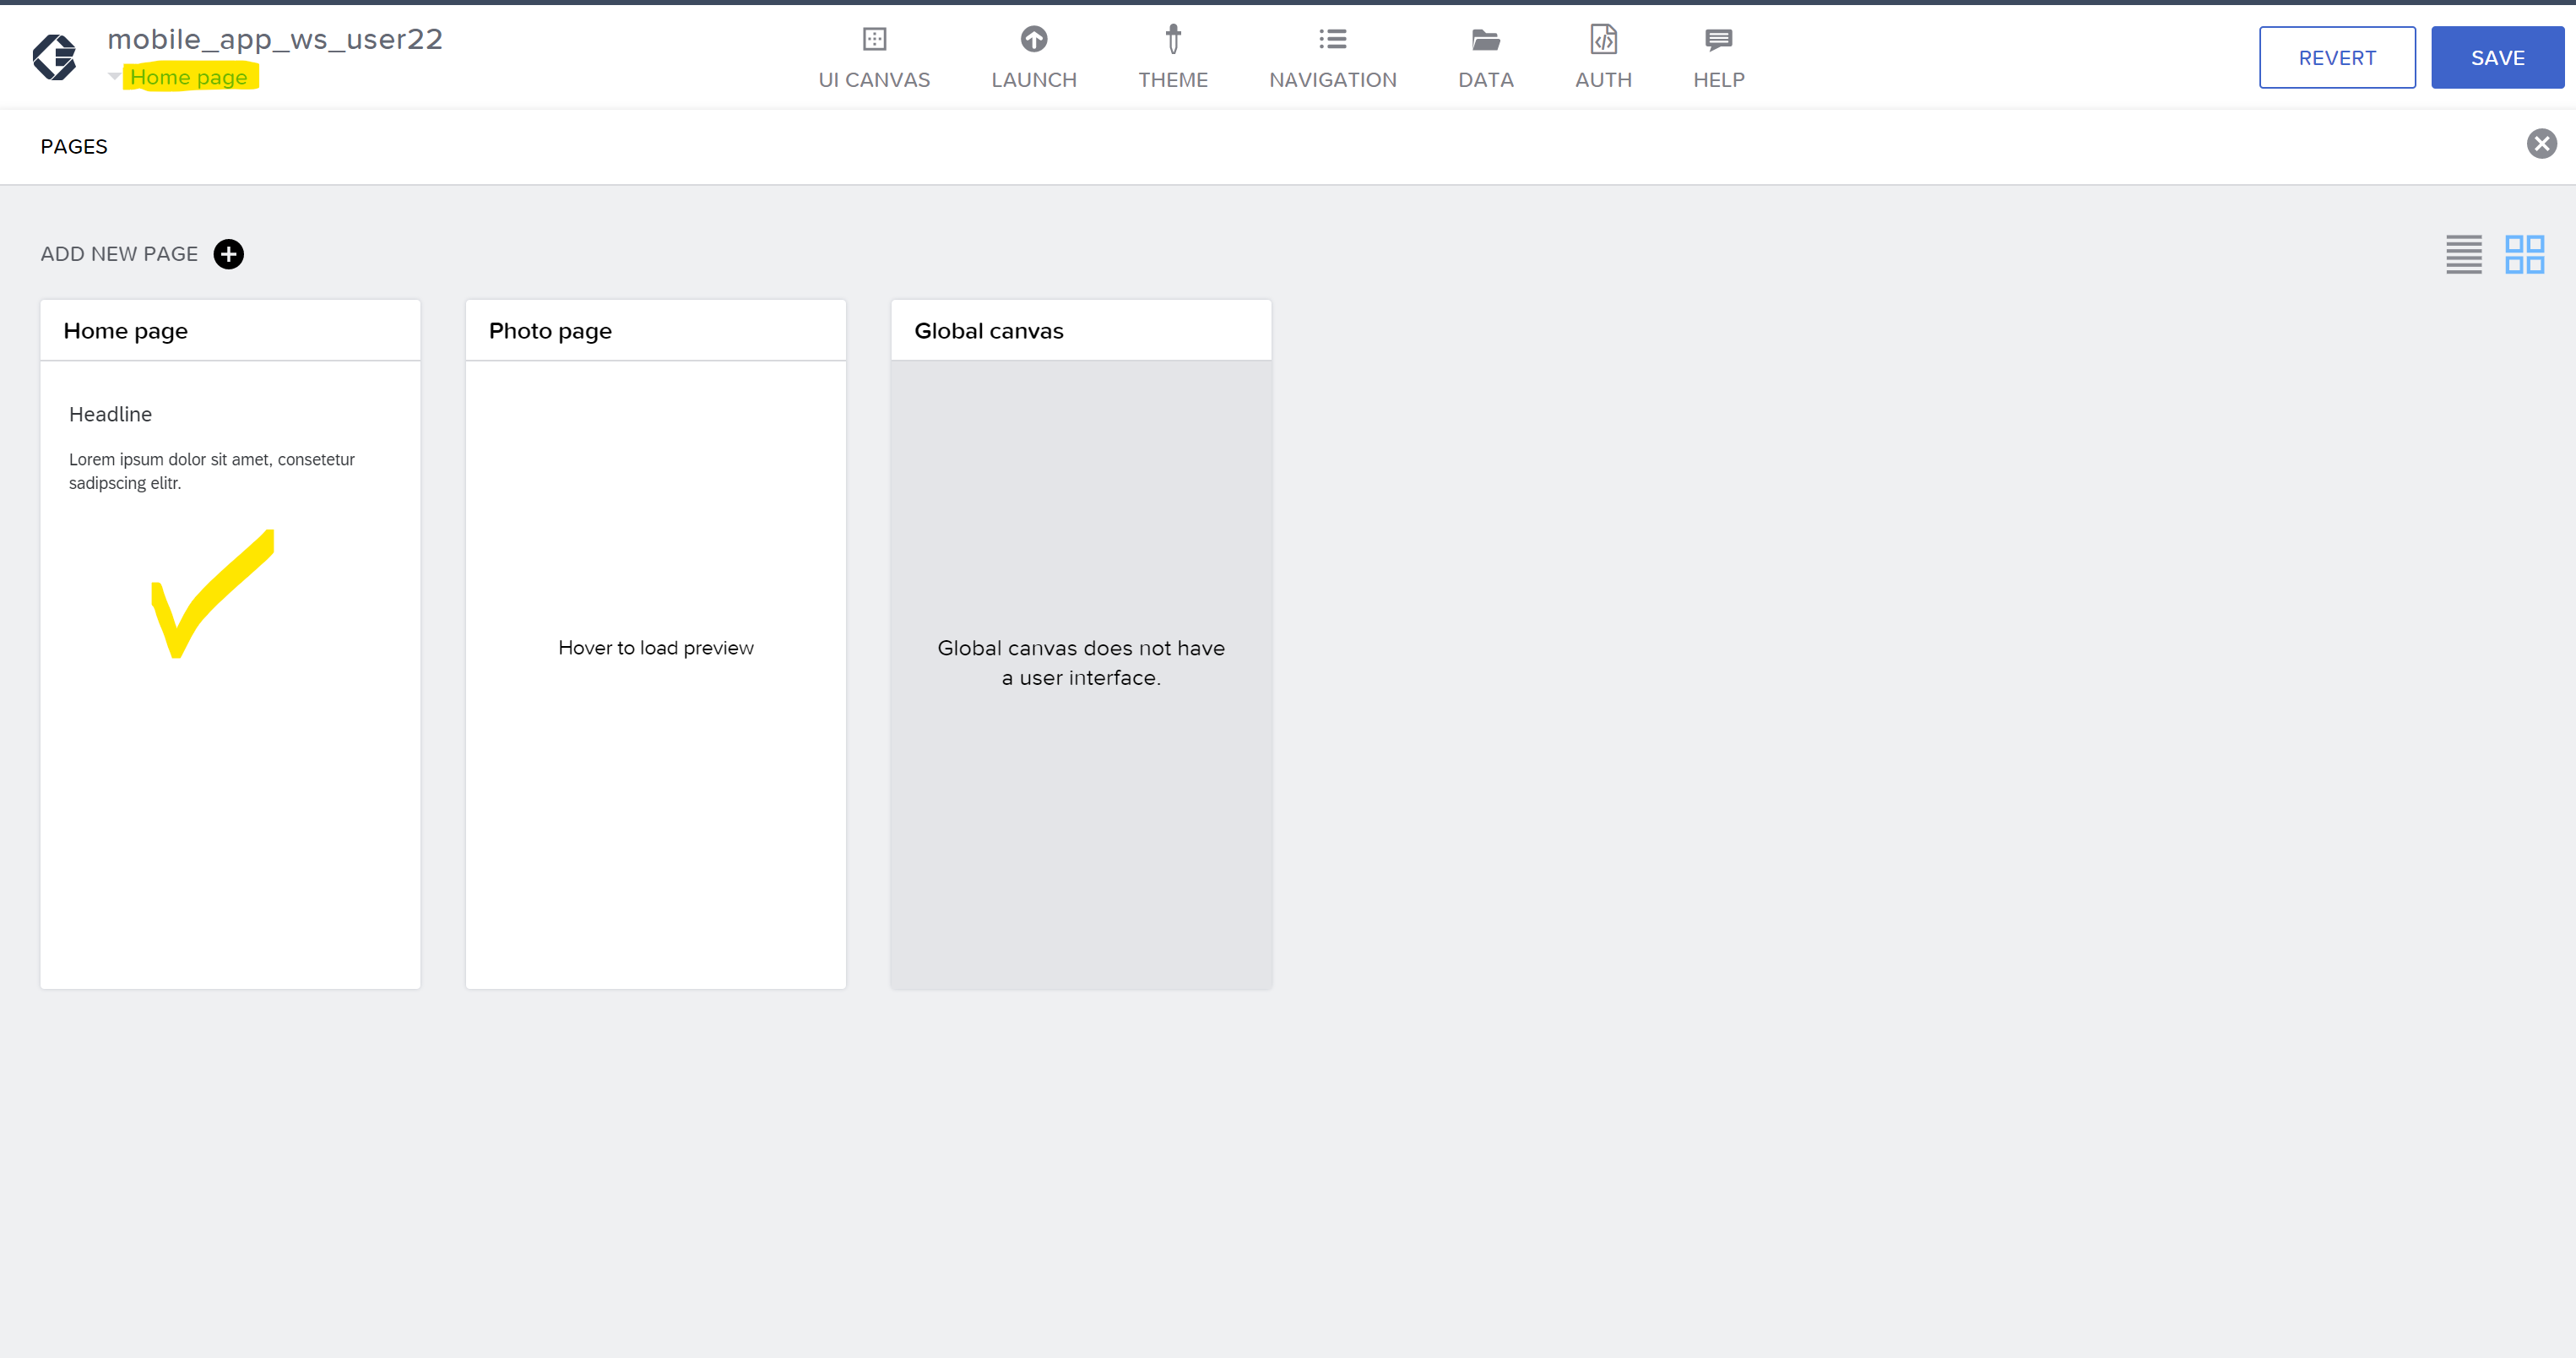 mobile_app_ws_user22
Home page
UI CANVAS
LAUNCH
THEME
NAVIGATION
DATA
AUTH
HELP
REVERT
SAVE
PAGES
ADD NEW PAGE
Home page
Headline
Lorem ipsum dolor sit amet, consetetur
sadipscing elitr.
Photo page
Hover to load preview
Global canvas
Global canvas does not have
a user interface.